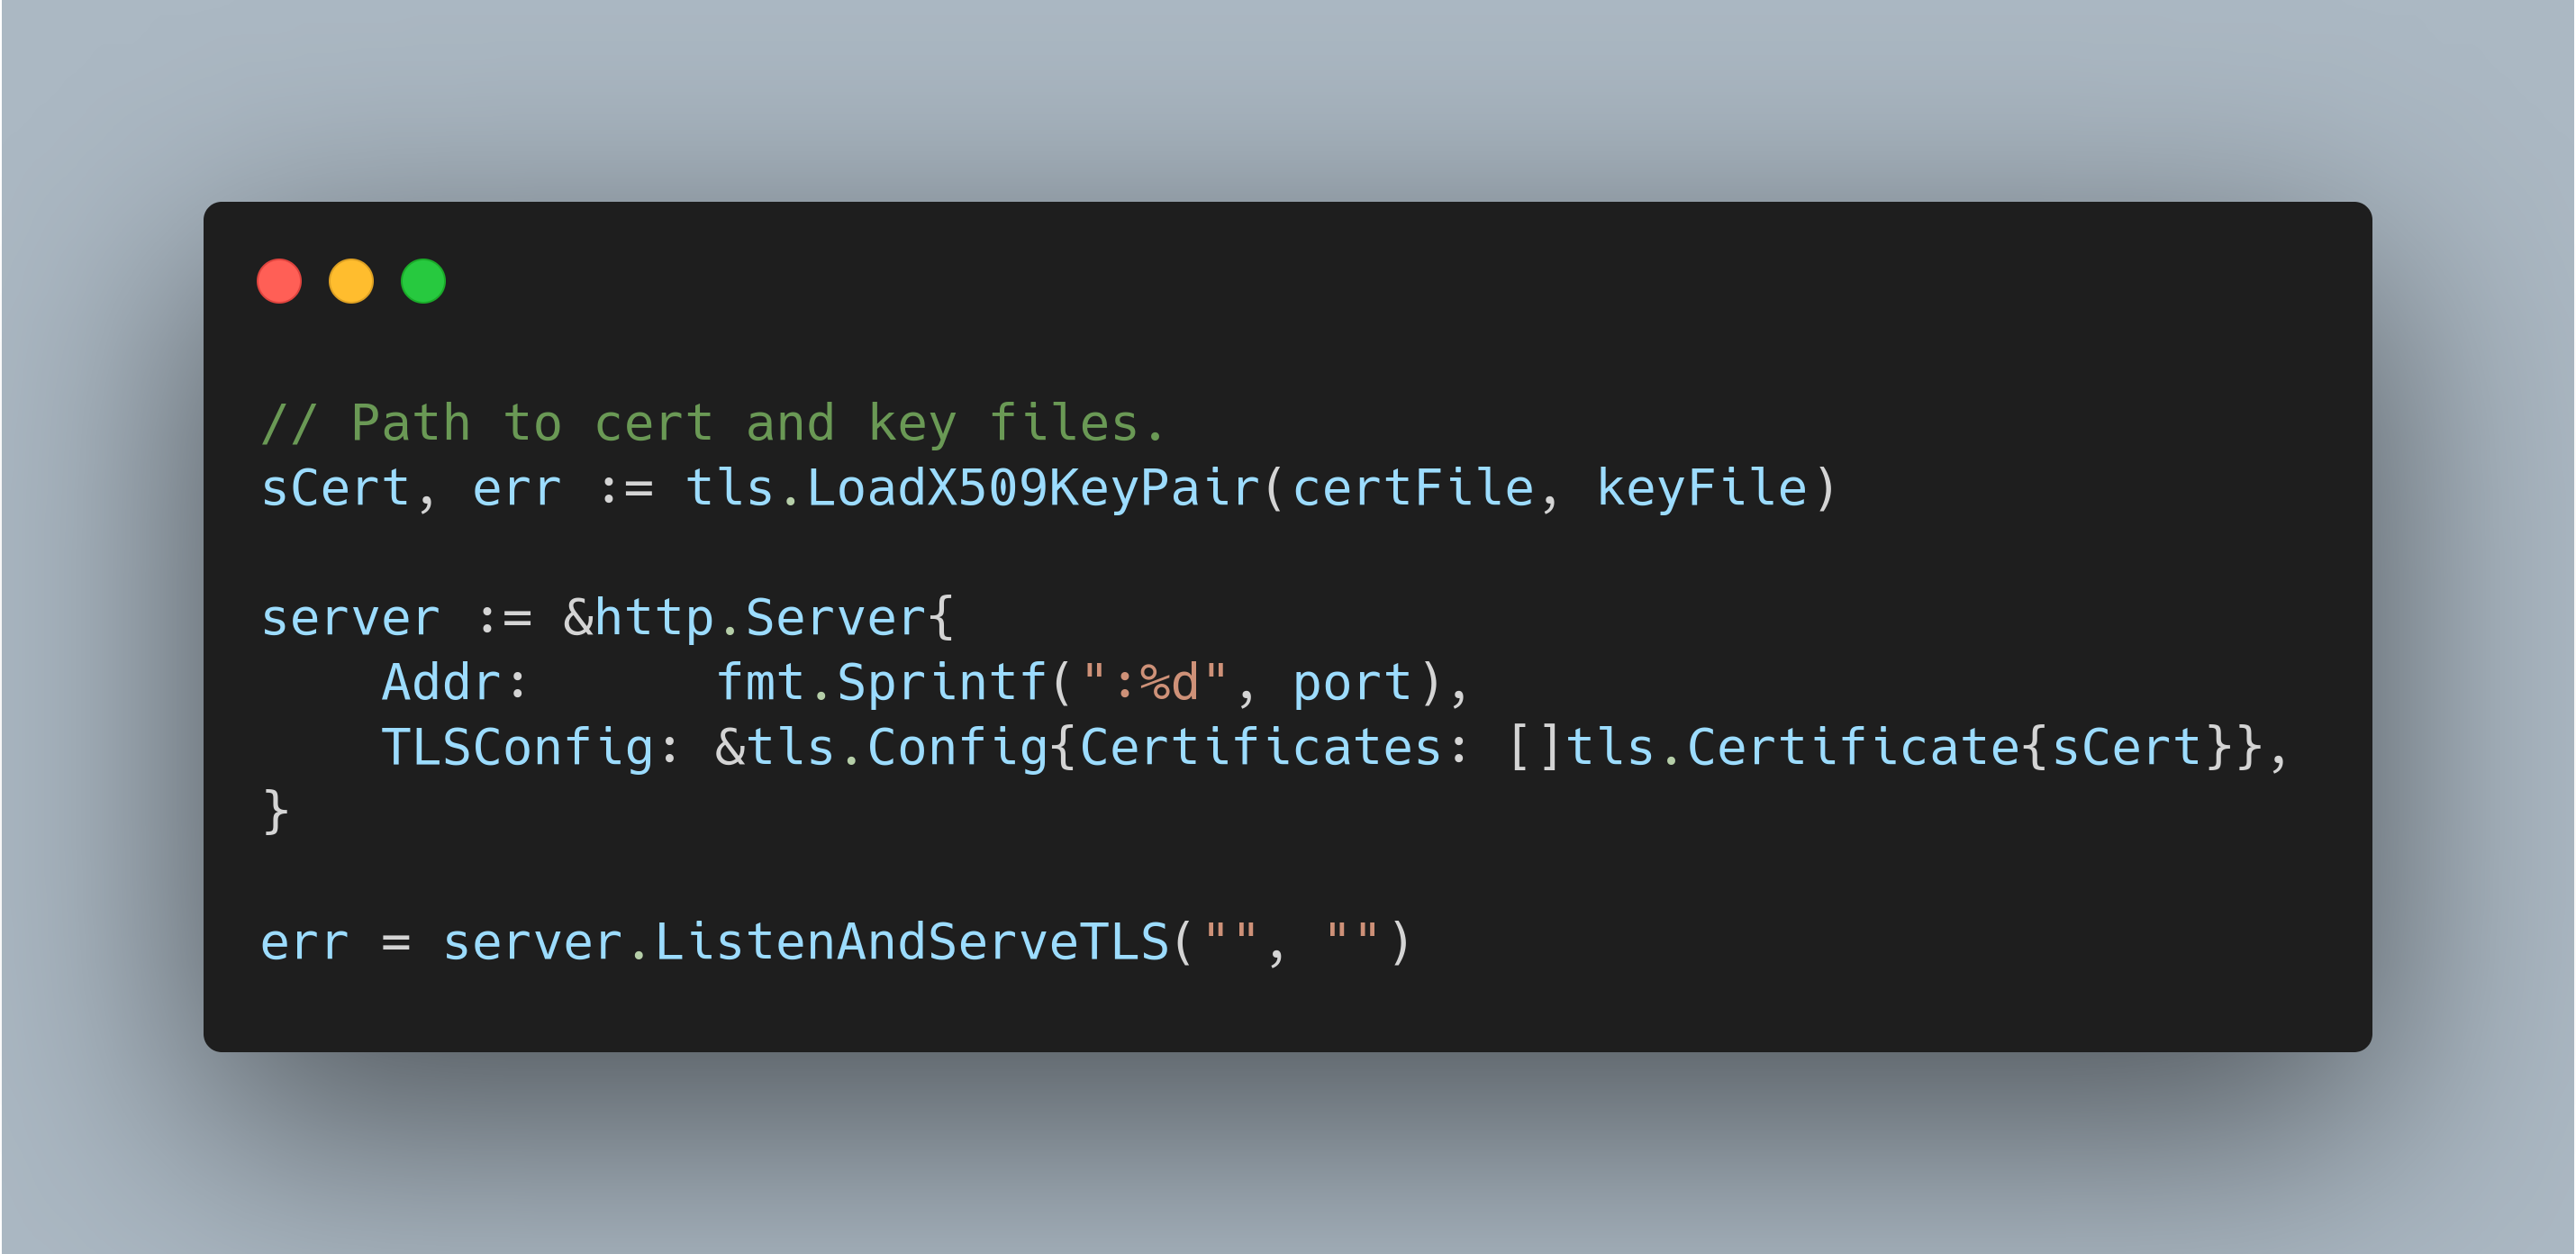 // Path to cert and key files.
sCert, err := tls.LoadX509KeyPair(certFile, keyFile)

server := &http.Server{
    Addr:      fmt.Sprintf(":%d", port),
    TLSConfig: &tls.Config{Certificates: []tls.Certificate{sCert}},
}

err = server.ListenAndServeTLS("", "")